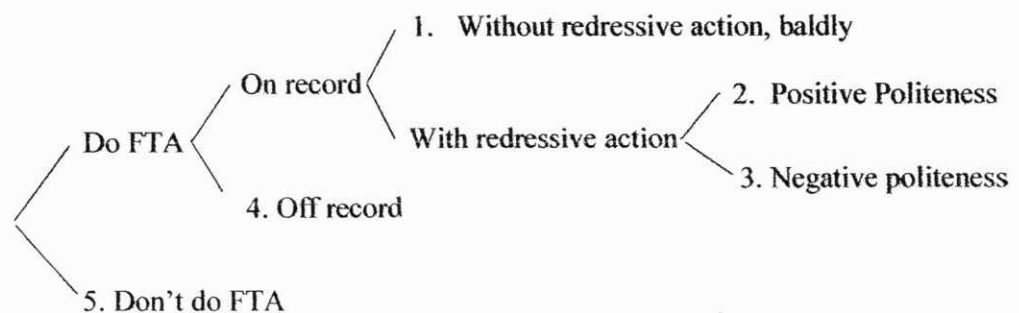 1. Without redressive action, baldly
On record
2. Positive Politeness
Do FTA
With redressive action
3. Negative politeness
4. Off record
5. Don't do FTA